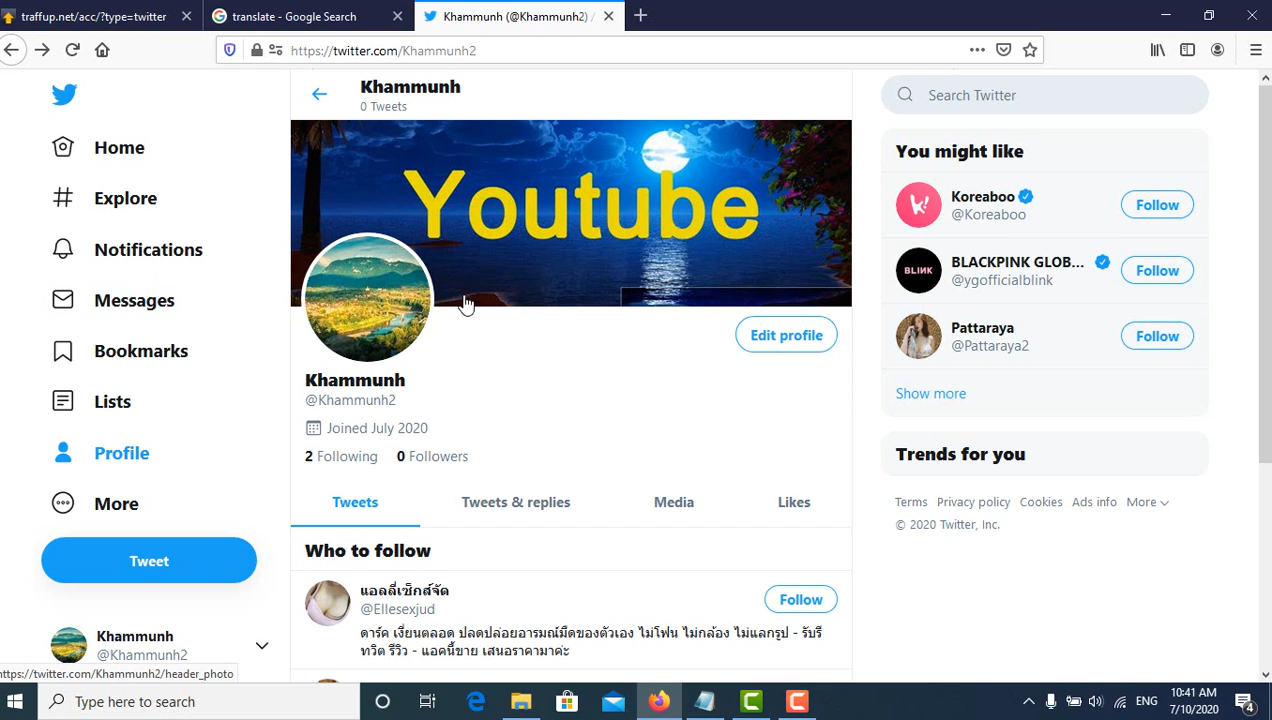 traffup.net/acc/?type=twitter
translate - Google Search
Khammunh (@Khammunh2) /
https://twitter.com/Khammunh2
Khammunh
0 Tweets
Home
Explore
Notifications
Messages
Bookmarks
Lists
Profile
More
Tweet
Khammunh
@Khammunh2
https://twitter.com/Khammunh2/header_photo
Youtube
Edit profile
Khammunh
@Khammunh2
Joined July 2020
2 Following 0 Followers
Tweets
Tweets & replies
Media
Likes
Who to follow
แอลลี่เซ็กส์จัด
@Ellesexjud
Follow
ดาร์ค เงี่ยนตลอด ปลดปล่อยอารมณ์มืดของตัวเอง ไม่โฟน ไม่กล้อง ไม่แลกรูป - รับรี
ทวิต รีวิว - แอคนี้ขาย เสนอราคามาค่ะ
Search Twitter
You might like
Koreaboo
@Koreaboo
Follow
BLACKPINK GLOB...
@ygofficialblink
Follow
BLINK
Pattaraya
@Pattaraya2
Follow
Show more
Trends for you
Terms Privacy policy Cookies Ads info More
© 2020 Twitter, Inc.
Type here to search
ENG
10:41 AM
7/10/2020
4